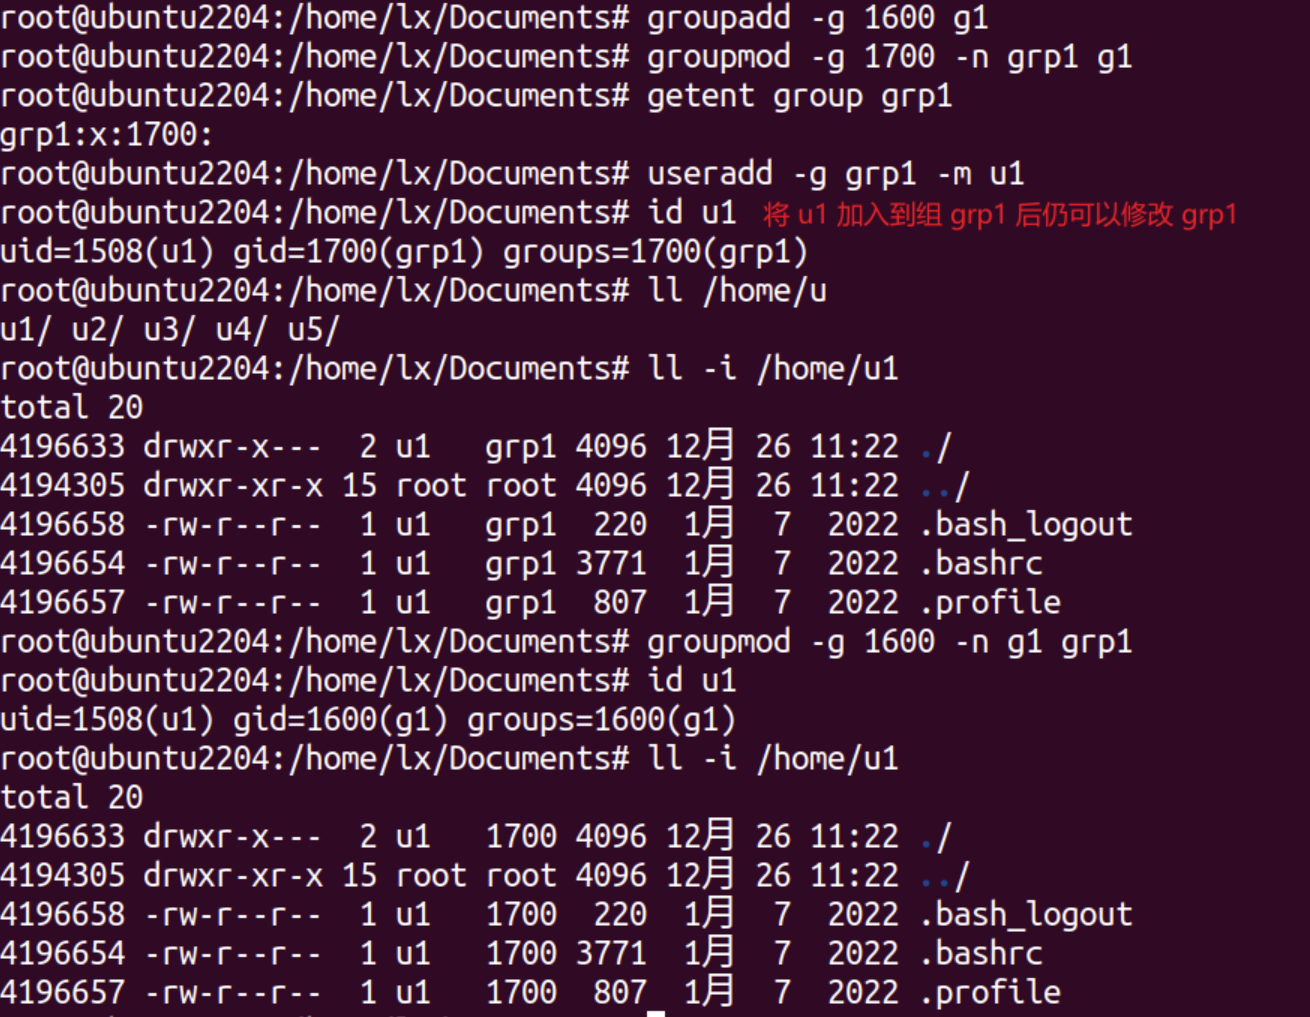 root@ubuntu2204:/home/lx/Documents# groupadd -g 1600 g1
root@ubuntu2204:/home/lx/Documents# groupmod -g 1700 -n grp1 g1
root@ubuntu2204:/home/lx/Documents# getent group grp1
grp1:x:1700:
root@ubuntu2204:/home/lx/Documents# useradd -g grp1 -m u1
root@ubuntu2204:/home/lx/Documents# id u1 将 u1 加入到组 grp1 后仍可以修改 grp1
uid=1508(u1) gid=1700(grp1) groups=1700(grp1)
root@ubuntu2204:/home/lx/Documents# ll /home/u
u1/ u2/ u3/ u4/ u5/
root@ubuntu2204:/home/lx/Documents# ll -i /home/u1
total 20
4196633 drwxr-x---  2 u1   grp1 4096 12月 26 11:22 ./
4194305 drwxr-xr-x 15 root root 4096 12月 26 11:22 ../
4196658 -rw-r--r--  1 u1   grp1  220  1月  7  2022 .bash_logout
4196654 -rw-r--r--  1 u1   grp1 3771  1月  7  2022 .bashrc
4196657 -rw-r--r--  1 u1   grp1  807  1月  7  2022 .profile
root@ubuntu2204:/home/lx/Documents# groupmod -g 1600 -n g1 grp1
root@ubuntu2204:/home/lx/Documents# id u1
uid=1508(u1) gid=1600(g1) groups=1600(g1)
root@ubuntu2204:/home/lx/Documents# ll -i /home/u1
total 20
4196633 drwxr-x---  2 u1   1700 4096 12月 26 11:22 ./
4194305 drwxr-xr-x 15 root root 4096 12月 26 11:22 ../
4196658 -rw-r--r--  1 u1   1700  220  1月  7  2022 .bash_logout
4196654 -rw-r--r--  1 u1   1700 3771  1月  7  2022 .bashrc
4196657 -rw-r--r--  1 u1   1700  807  1月  7  2022 .profile